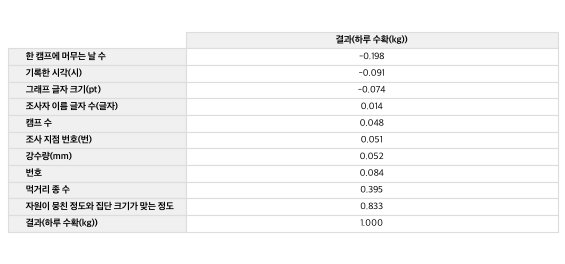 결과(하루 수확(kg))
한 캠프에 머무는 날 수 -0.198
기록한 시각(시) -0.091
그래프 글자 크기(pt) -0.074
조사자 이름 글자 수(글자) 0.014
캠프 수 0.048
조사 지점 번호(번) 0.051
강수량(mm) 0.052
번호 0.084
먹거리 종 수 0.395
자원이 뭉친 정도와 집단 크기가 맞는 정도 0.833
결과(하루 수확(kg)) 1.000